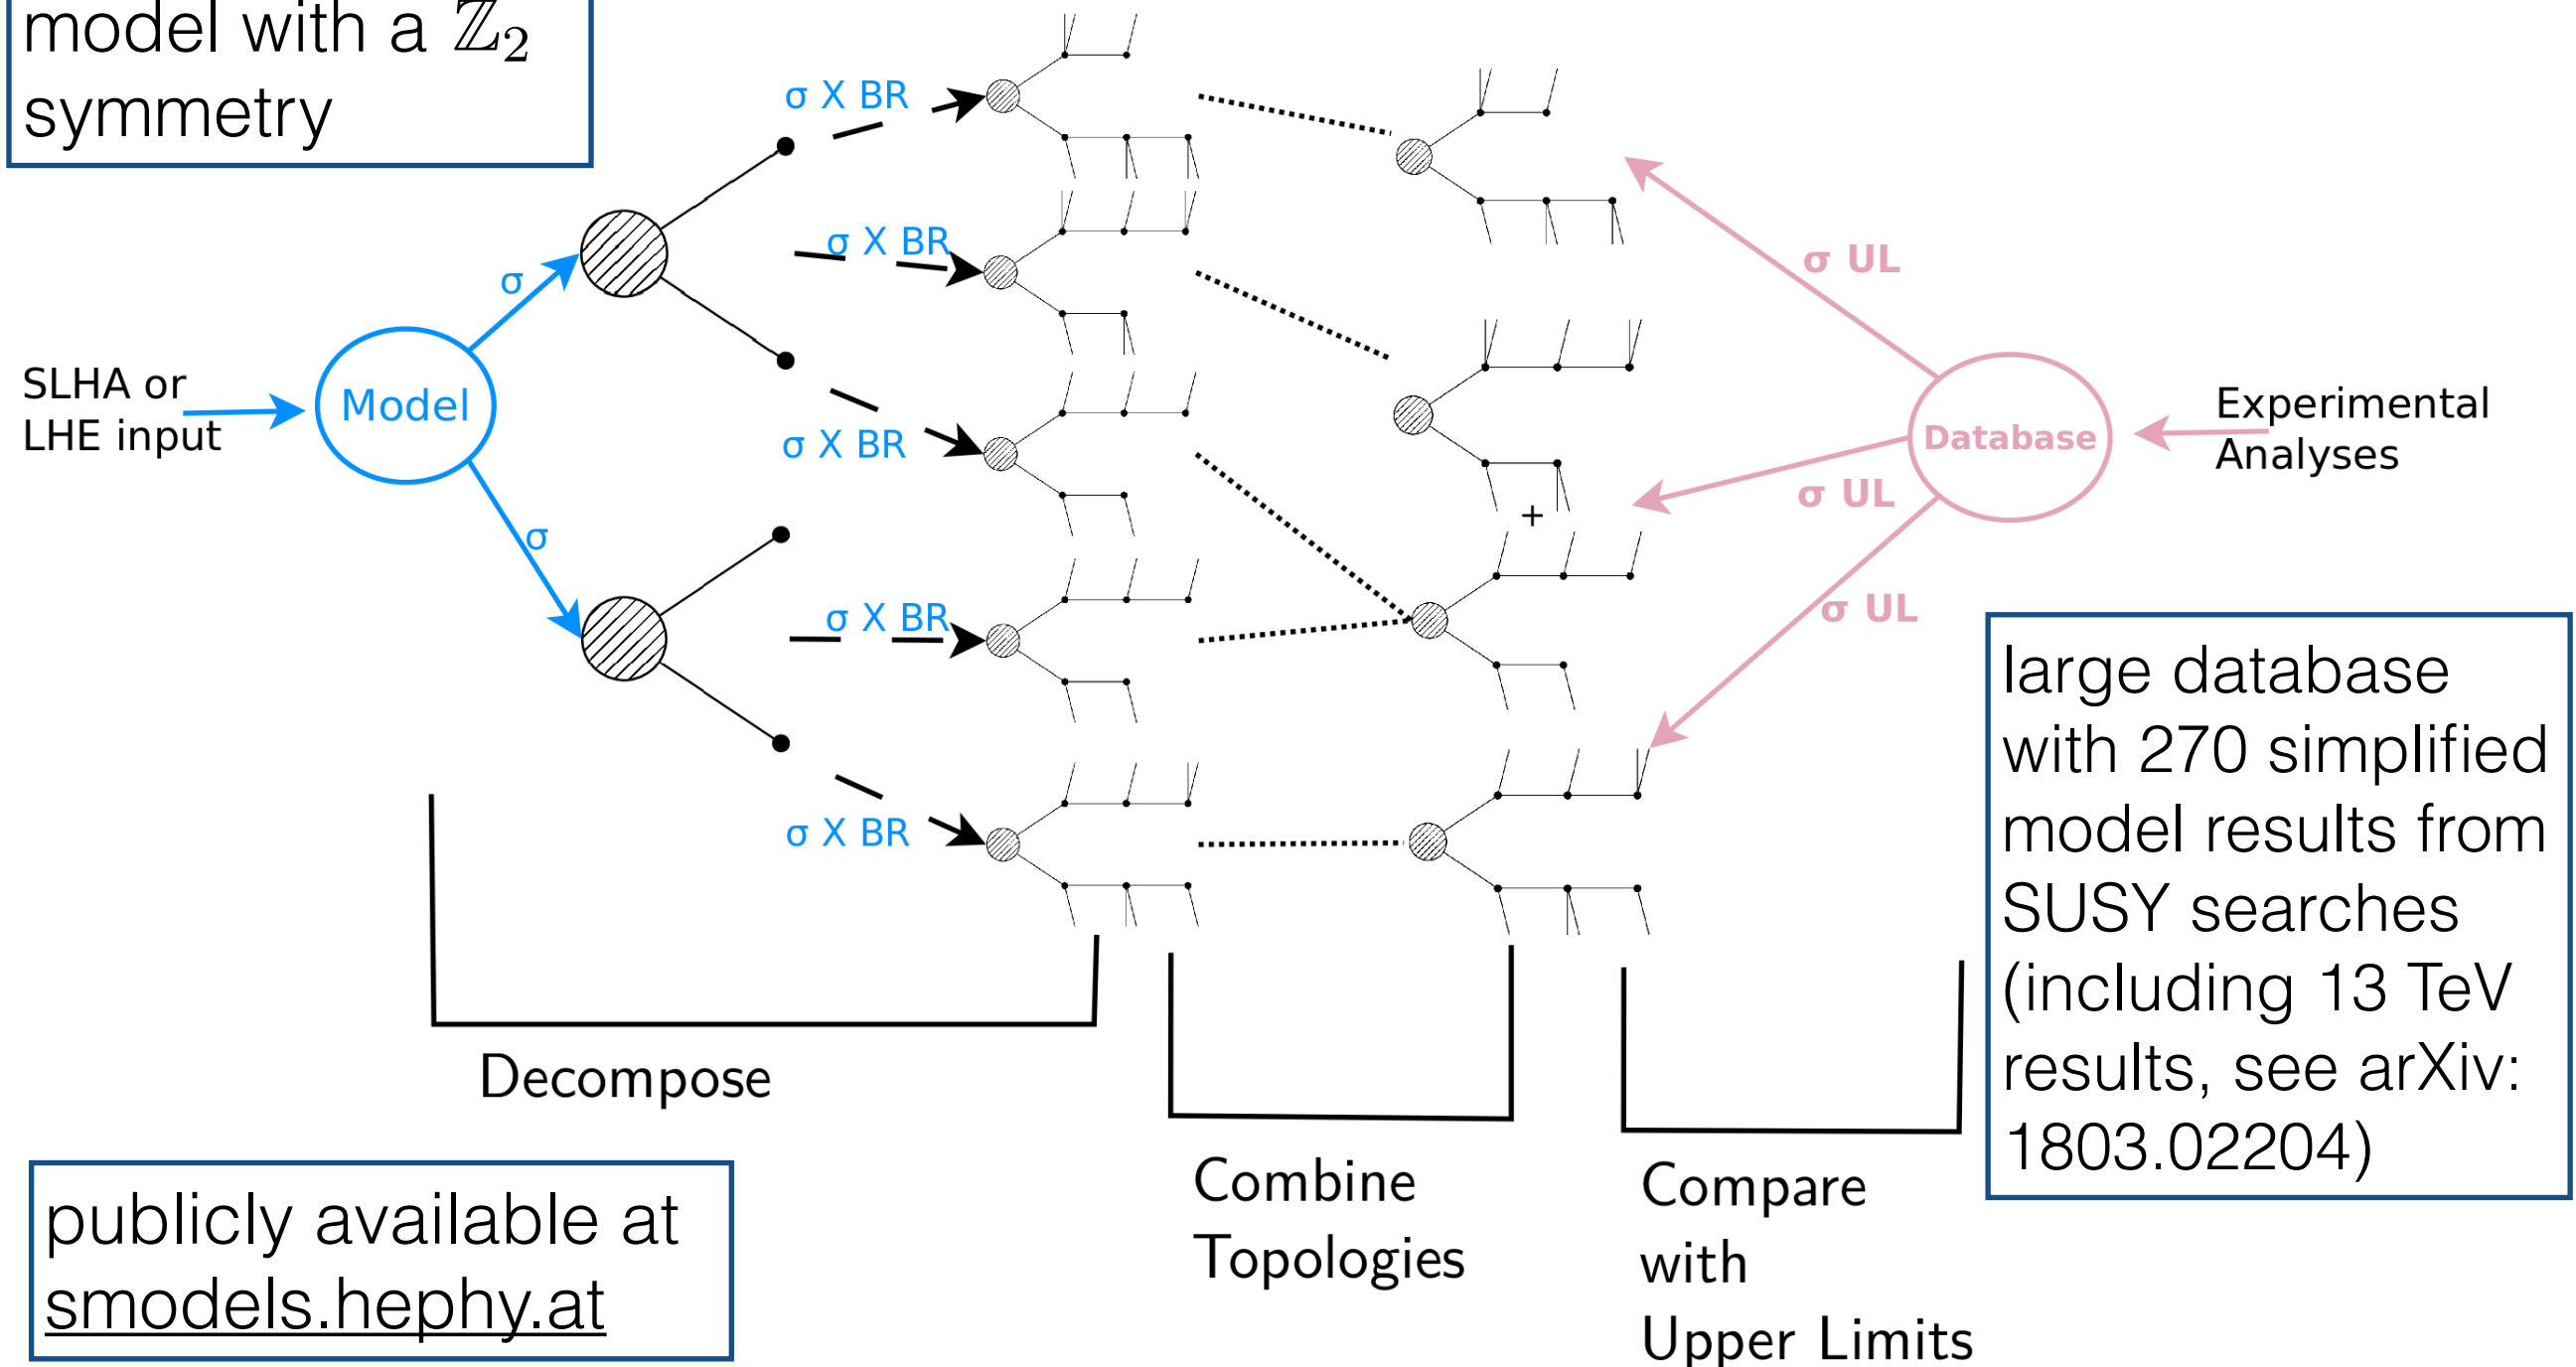 model with a ℤ₂
symmetry
σ X BR
σ X BR
σ
σ UL
SLHA or
LHE input
Model
σ X BR
Experimental
Analyses
Database
σ UL
+
σ
σ X BR
σ UL
σ X BR
large database
with 270 simplified
model results from
SUSY searches
(including 13 TeV
results, see arXiv:
1803.02204)
Decompose
Combine
Topologies
Compare
with
Upper Limits
publicly available at
smodels.hephy.at